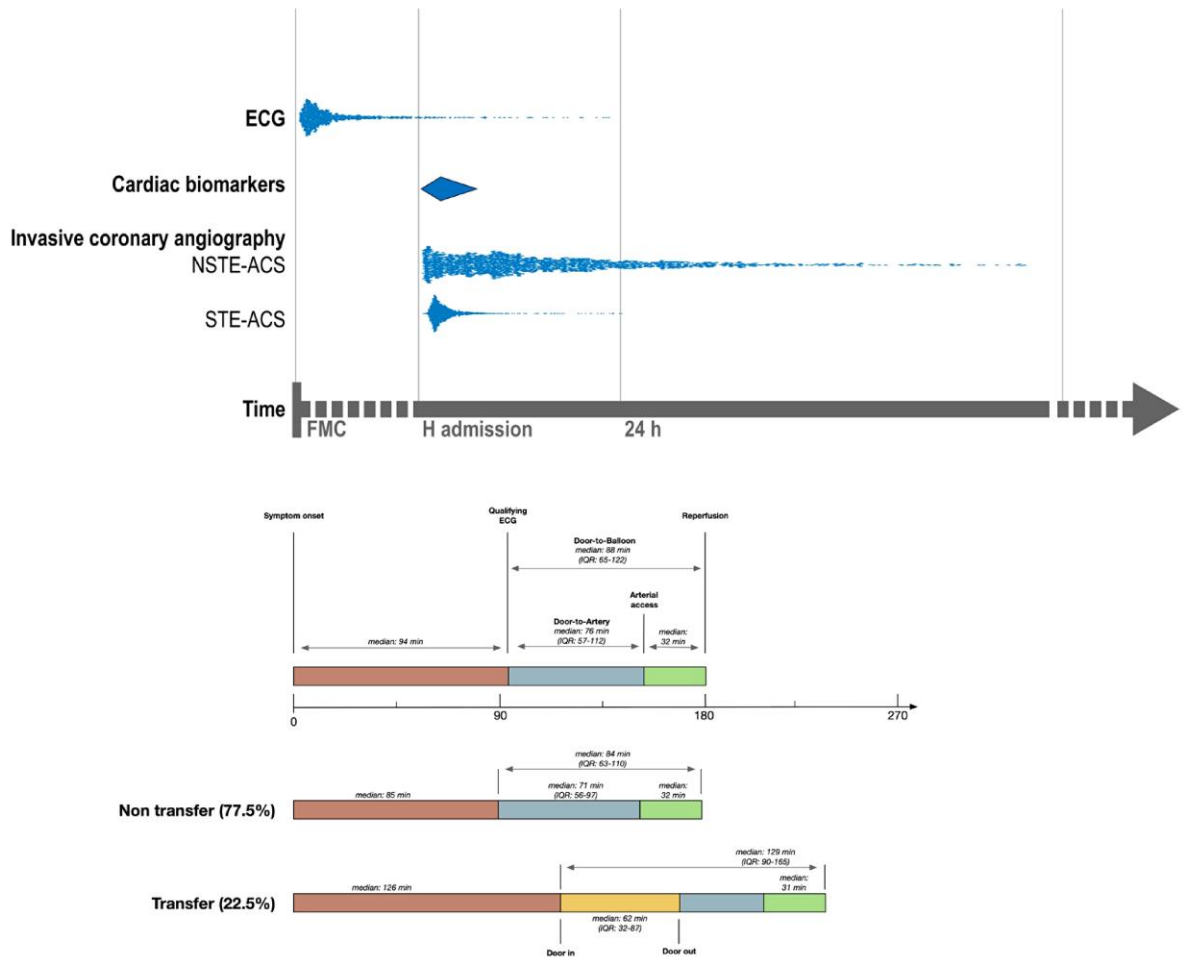 ECG
Cardiac biomarkers
Invasive coronary angiography
NSTE-ACS
STE-ACS
Time
FMC
H admission
24 h
Symptom onset
Qualifying
ECG
Reperfusion
Door-to-Balloon
median: 88 min
(IQR: 65-122)
Arterial
access
Door-to-Artery
median: 76 min
(IQR: 57-112)
median: 94 min
median:
32 min
0
90
180
270
median: 84 min
(IQR: 63-110)
Non transfer (77.5%)
median: 85 min
median: 71 min
(IQR: 56-97)
median:
32 min
median: 129 min
(IQR: 90-165)
Transfer (22.5%)
median: 126 min
median:
31 min
median: 62 min
(IQR: 32-87)
Door in
Door out